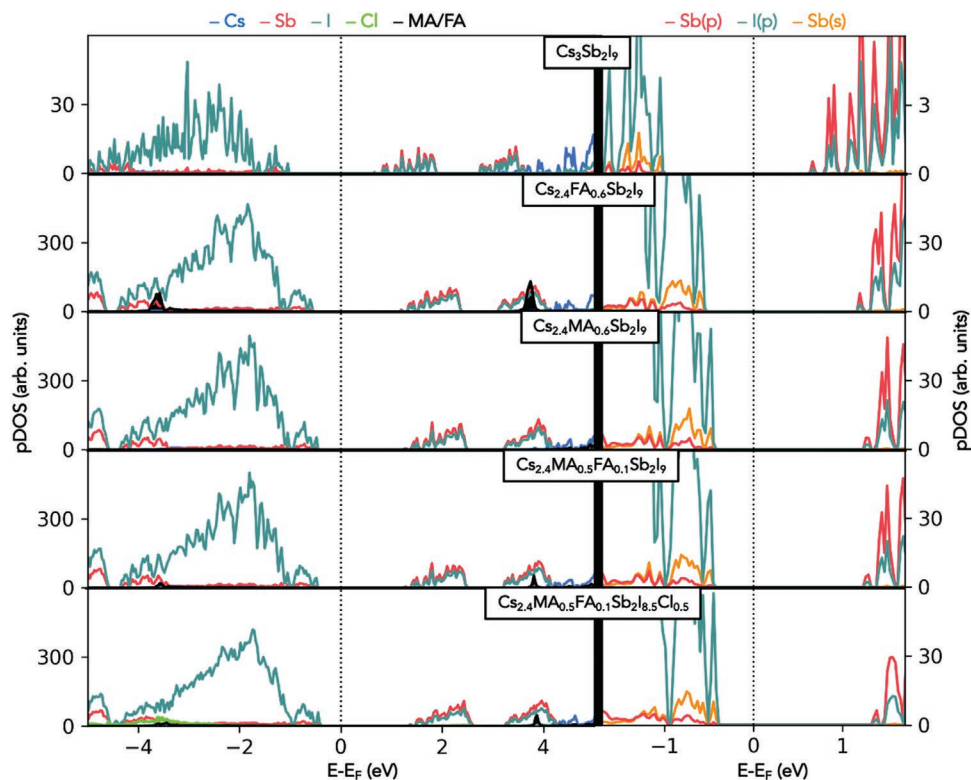 – Cs – Sb – I – Cl – MA/FA – Sb(p) – I(p) – Sb(s)
Cs₃Sb₂I₉
30 3
0 0
Cs₂.₄FA₀.₆Sb₂I₉
300 30
0 0
Cs₂.₄MA₀.₆Sb₂I₉
300 30
0 0
Cs₂.₄MA₀.₅FA₀.₁Sb₂I₉
300 30
0 0
Cs₂.₄MA₀.₅FA₀.₁Sb₂I₈.₅Cl₀.₅
300 30
0 0
pDOS (arb. units)
pDOS (arb. units)
−4 −2 0 2 4 −1 0 1
E-E_F (eV) E-E_F (eV)